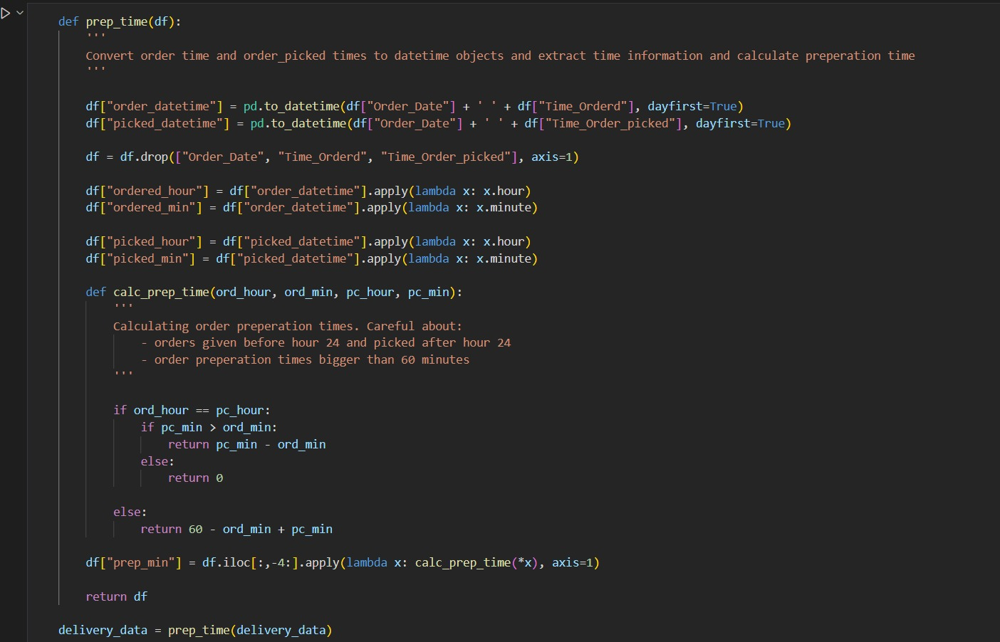 def prep_time(df):
'''
Convert order time and order_picked times to datetime objects and extract time information and calculate preperation time
'''
df["order_datetime"] = pd.to_datetime(df["Order_Date"] + ' ' + df["Time_Orderd"], dayfirst=True)
df["picked_datetime"] = pd.to_datetime(df["Order_Date"] + ' ' + df["Time_Order_picked"], dayfirst=True)
df = df.drop(["Order_Date", "Time_Orderd", "Time_Order_picked"], axis=1)
df["ordered_hour"] = df["order_datetime"].apply(lambda x: x.hour)
df["ordered_min"] = df["order_datetime"].apply(lambda x: x.minute)
df["picked_hour"] = df["picked_datetime"].apply(lambda x: x.hour)
df["picked_min"] = df["picked_datetime"].apply(lambda x: x.minute)
def calc_prep_time(ord_hour, ord_min, pc_hour, pc_min):
'''
Calculating order preperation times. Careful about:
- orders given before hour 24 and picked after hour 24
- order preperation times bigger than 60 minutes
'''
if ord_hour == pc_hour:
if pc_min > ord_min:
return pc_min - ord_min
else:
return 0
else:
return 60 - ord_min + pc_min
df["prep_min"] = df.iloc[:,-4:].apply(lambda x: calc_prep_time(*x), axis=1)
return df
delivery_data = prep_time(delivery_data)